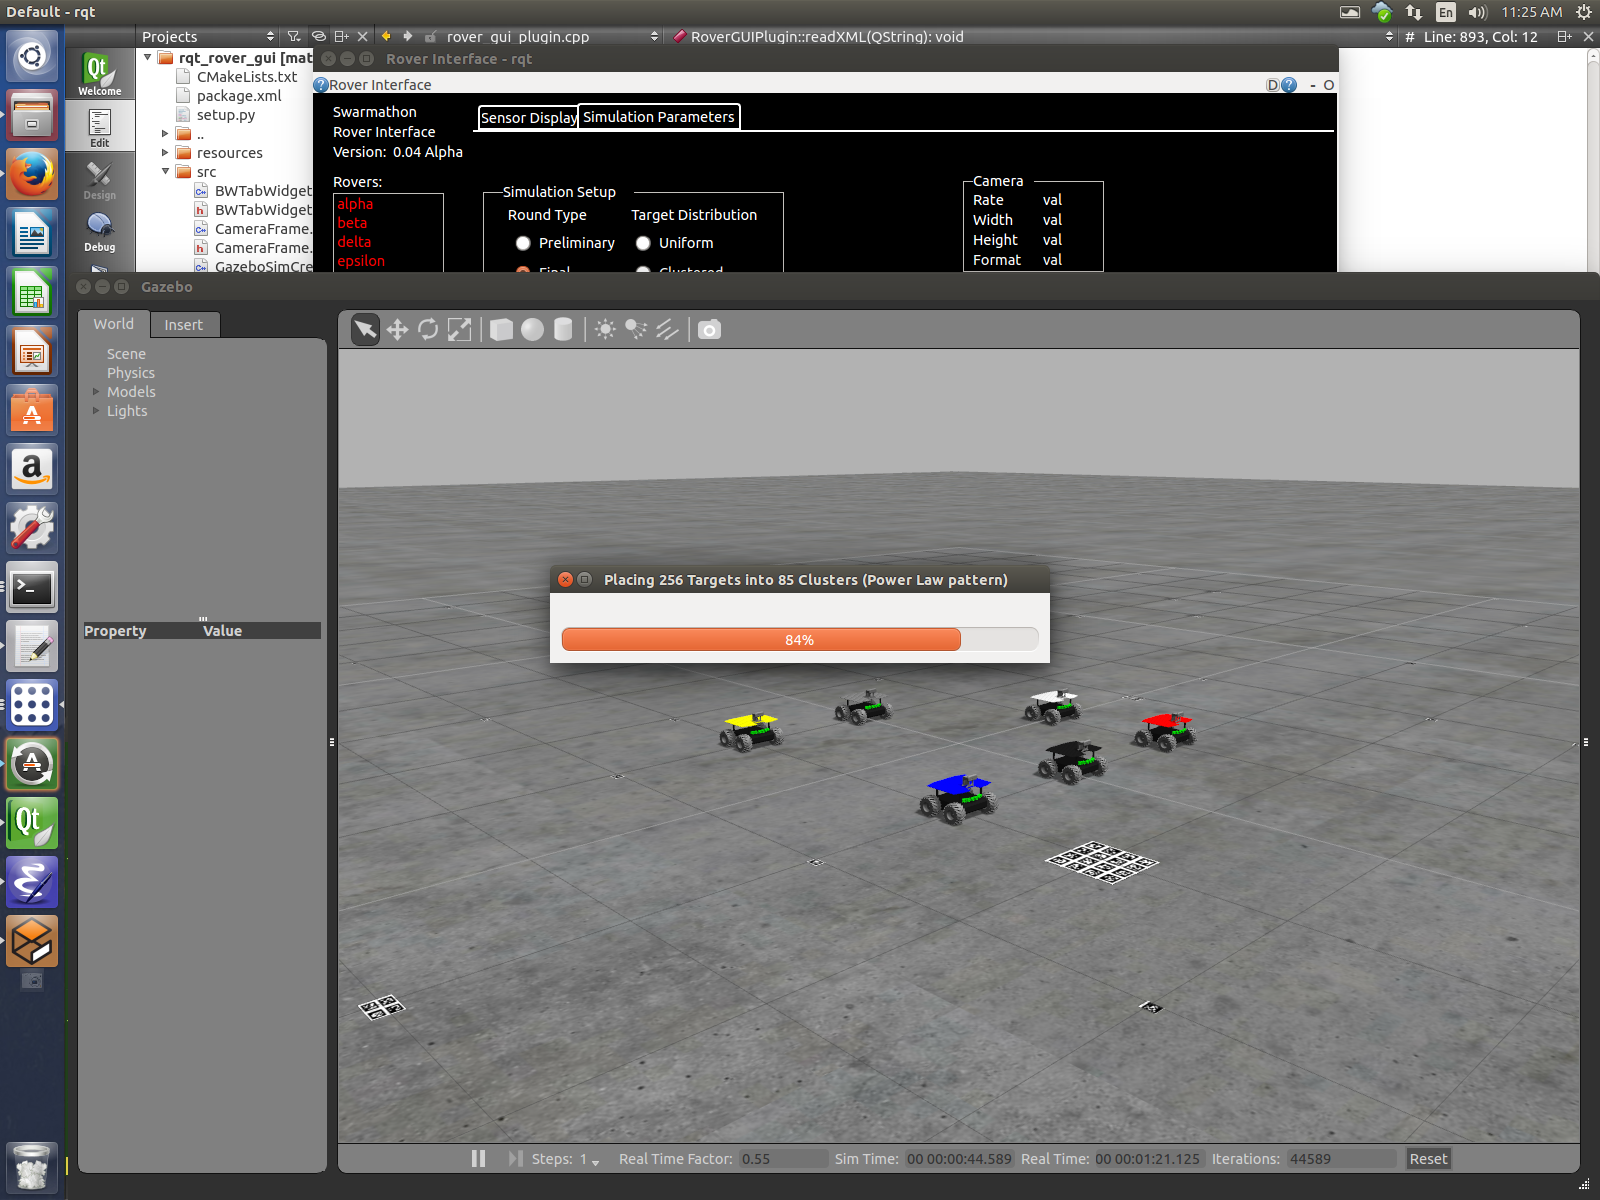 Default - rqt
En
11:25 AM
Projects
rover_gui_plugin.cpp
RoverGUIPlugin::readXML(QString): void
#
Line: 893, Col: 12
Qt
Welcome
Edit
Design
Debug
rqt_rover_gui [mat
CMakeLists.txt
package.xml
setup.py
..
resources
src
BWTabWidget
BWTabWidget
CameraFrame.
CameraFrame.
GazeboSimCre
Rover Interface - rqt
Rover Interface
D
- O
Swarmathon
Rover Interface
Version: 0.04 Alpha
Sensor Display
Simulation Parameters
Rovers:
alpha
beta
delta
epsilon
Simulation Setup
Round Type
Target Distribution
Preliminary
Uniform
Final
Clustered
Camera
Rate val
Width val
Height val
Format val
Gazebo
World
Insert
Scene
Physics
Models
Lights
Property Value
Placing 256 Targets into 85 Clusters (Power Law pattern)
84%
Steps: 1
Real Time Factor: 0.55
Sim Time: 00 00:00:44.589
Real Time: 00 00:01:21.125
Iterations: 44589
Reset